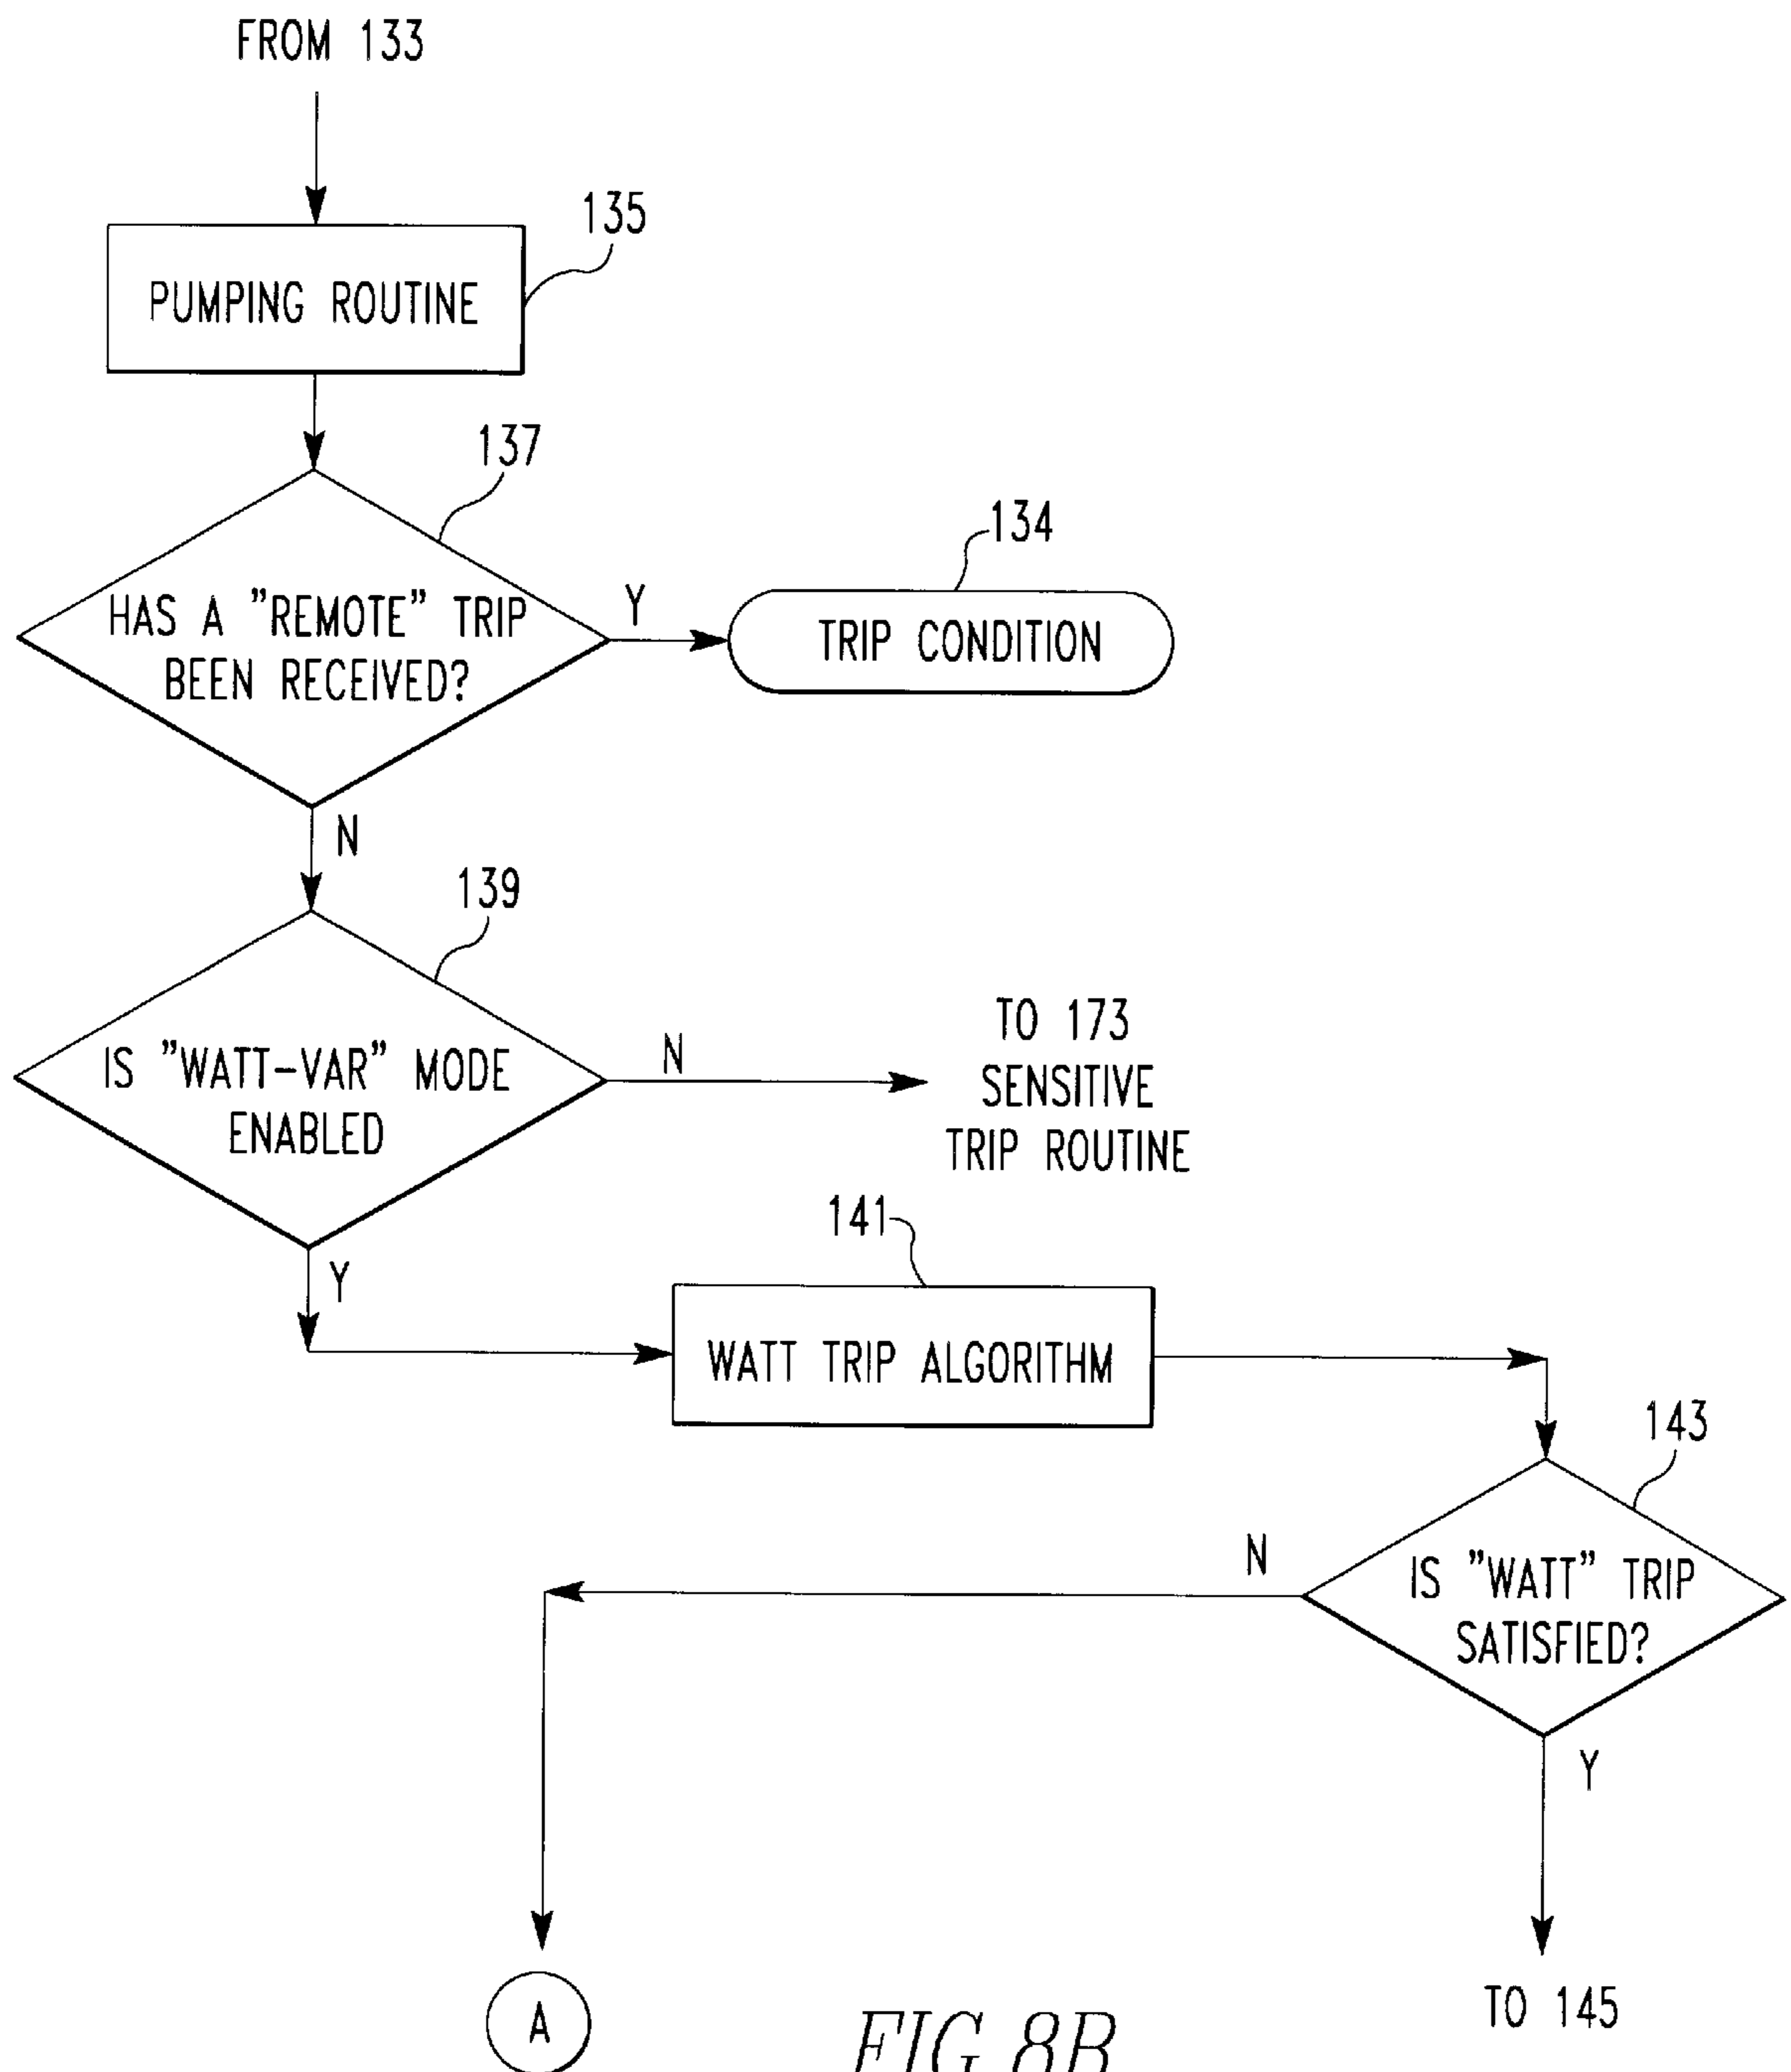 FROM 133
135
PUMPING ROUTINE
137
134
HAS A ”REMOTE” TRIP
BEEN RECEIVED?
Y
TRIP CONDITION
N
139
IS ”WATT-VAR” MODE
ENABLED
N
TO 173
SENSITIVE
TRIP ROUTINE
Y
141
WATT TRIP ALGORITHM
143
N
IS ”WATT” TRIP
SATISFIED?
Y
A
TO 145
FIG. 8B